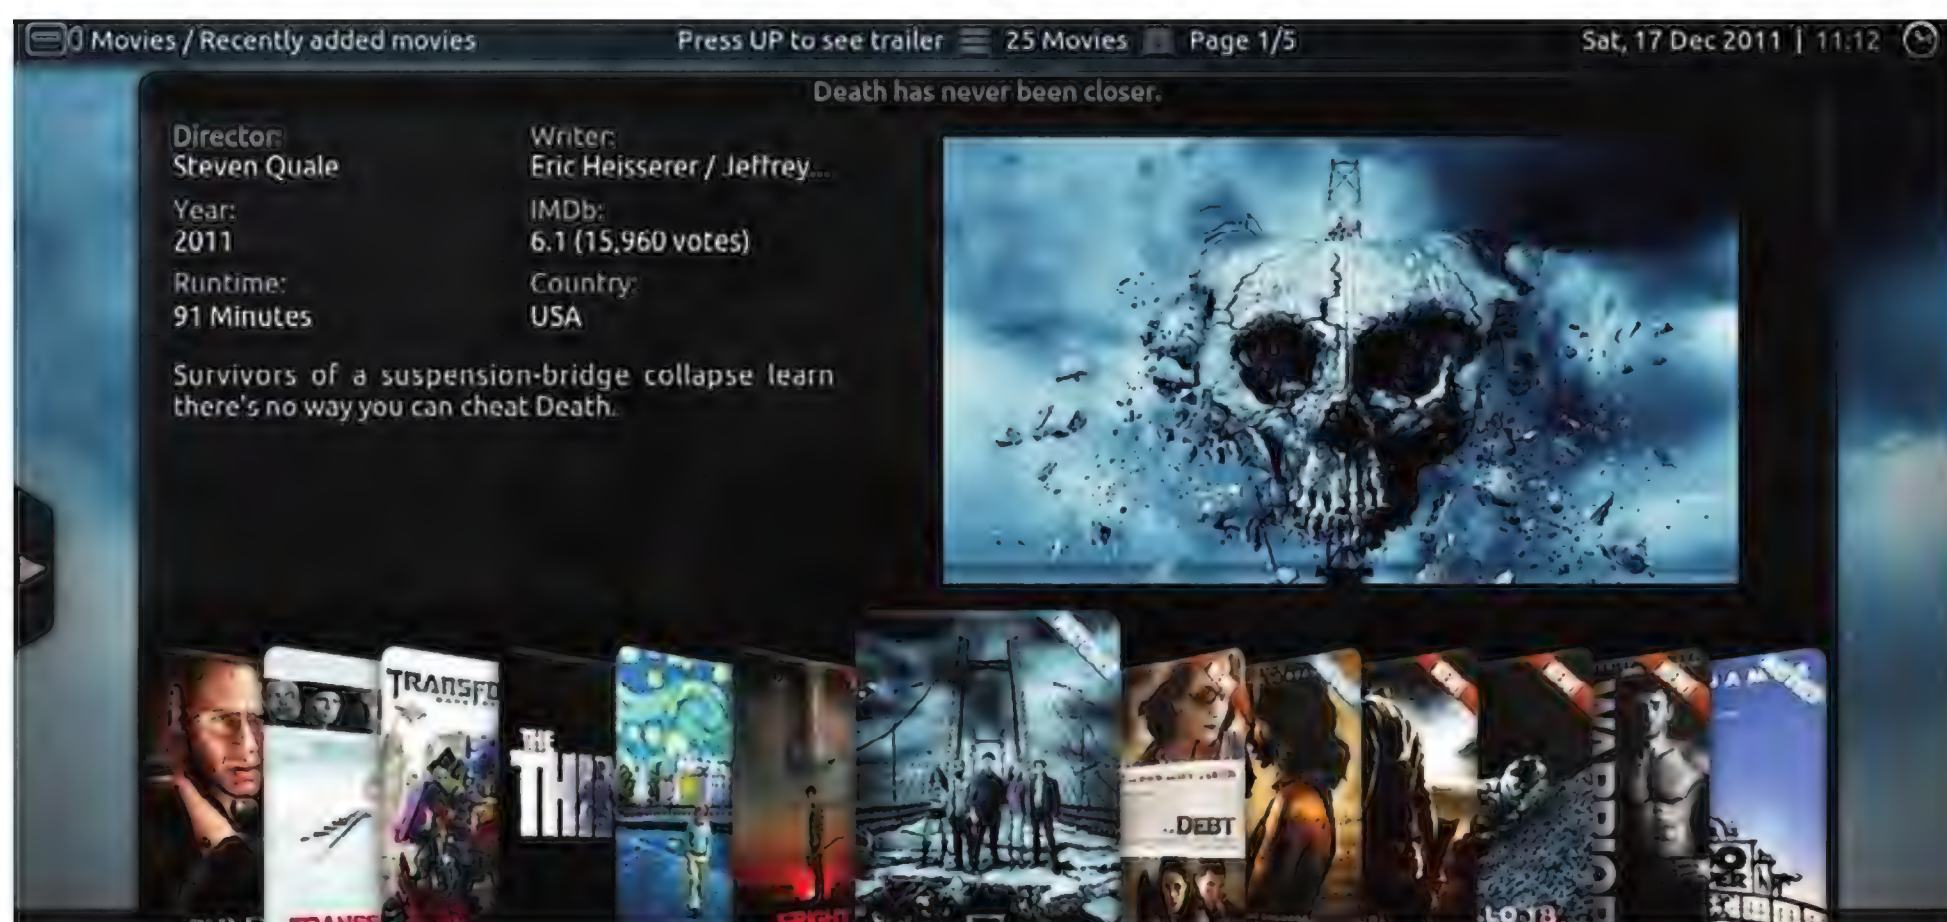 Movies / Recently added movies
Press UP to see trailer
25 Movies
Page 1/5
Sat, 17 Dec 2011 | 11:12
Death has never been closer.
Director:
Steven Quale
Writer:
Eric Heisserer / Jeffrey...
Year:
2011
IMDb:
6.1 (15,960 votes)
Runtime:
91 Minutes
Country:
USA
Survivors of a suspension-bridge collapse learn
there's no way you can cheat Death.
TRANSFO
THE
THIN
DEBT
WARRIOR